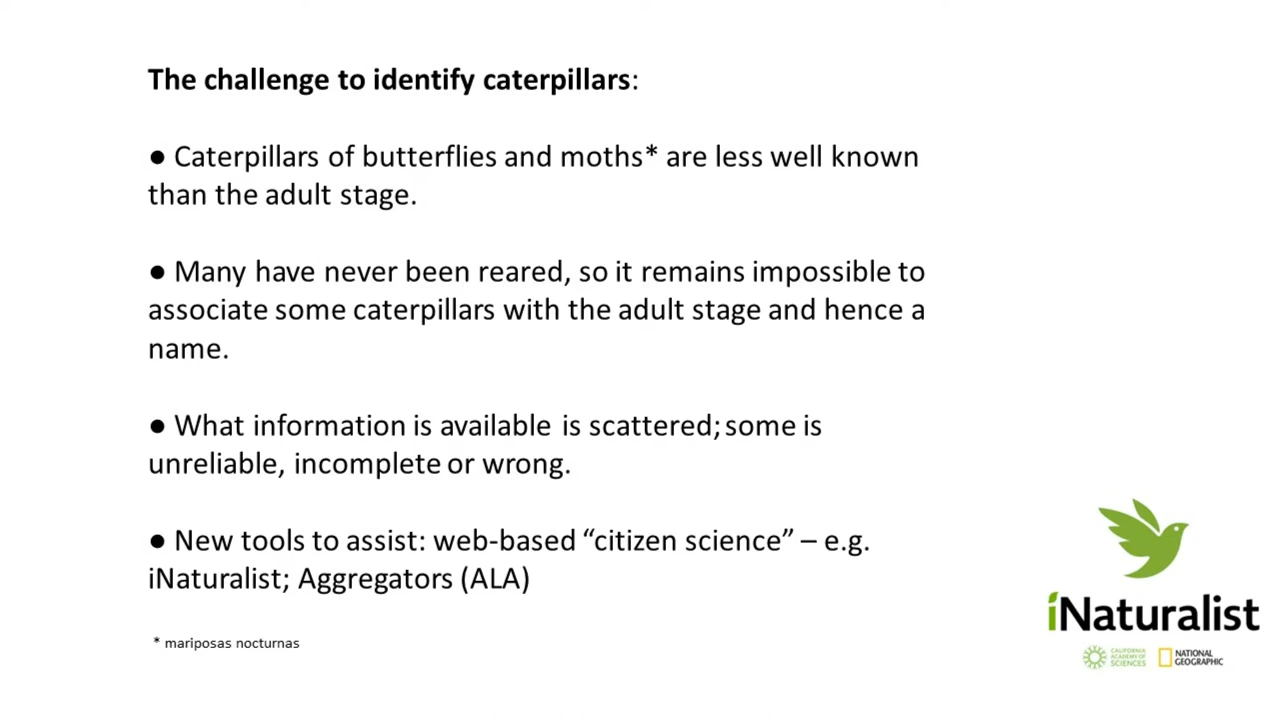 The challenge to identify caterpillars:
● Caterpillars of butterflies and moths* are less well known
than the adult stage.
● Many have never been reared, so it remains impossible to
associate some caterpillars with the adult stage and hence a
name.
● What information is available is scattered; some is
unreliable, incomplete or wrong.
● New tools to assist: web-based “citizen science” – e.g.
iNaturalist; Aggregators (ALA)
* mariposas nocturnas
iNaturalist
CALIFORNIA
ACADEMY OF
SCIENCES
NATIONAL
GEOGRAPHIC